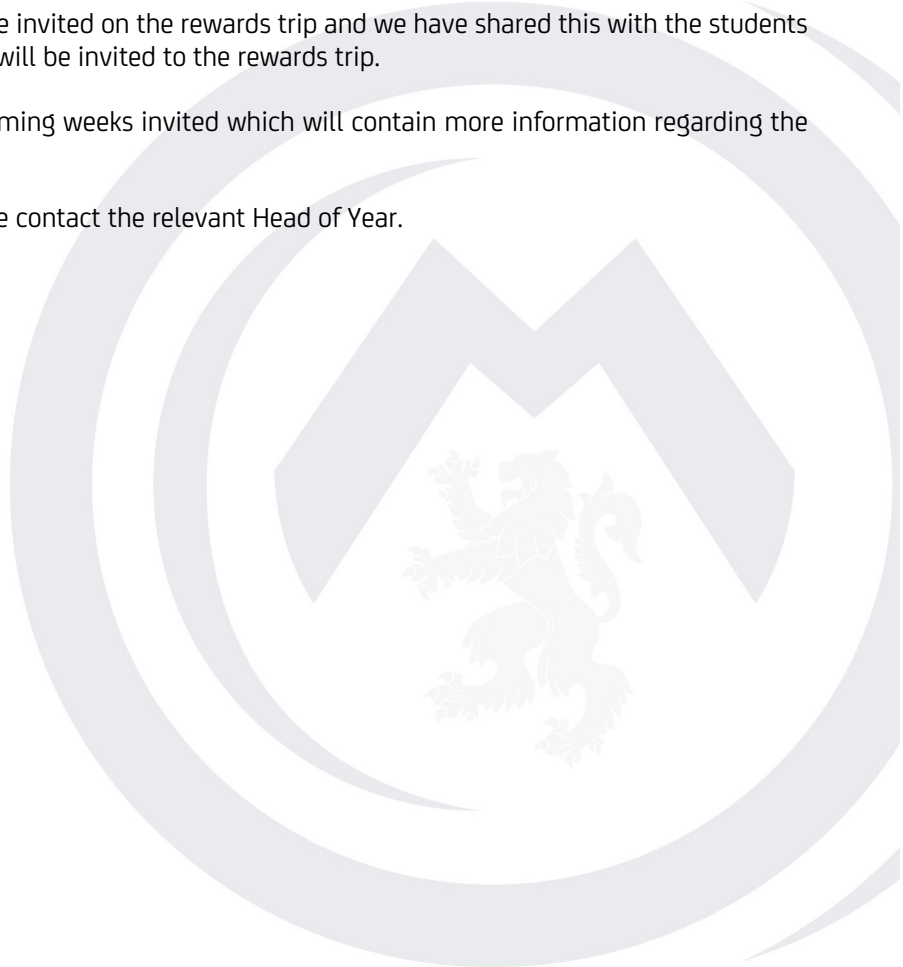 e invited on the rewards trip and we have shared this with the students
will be invited to the rewards trip.
ming weeks invited which will contain more information regarding the
e contact the relevant Head of Year.